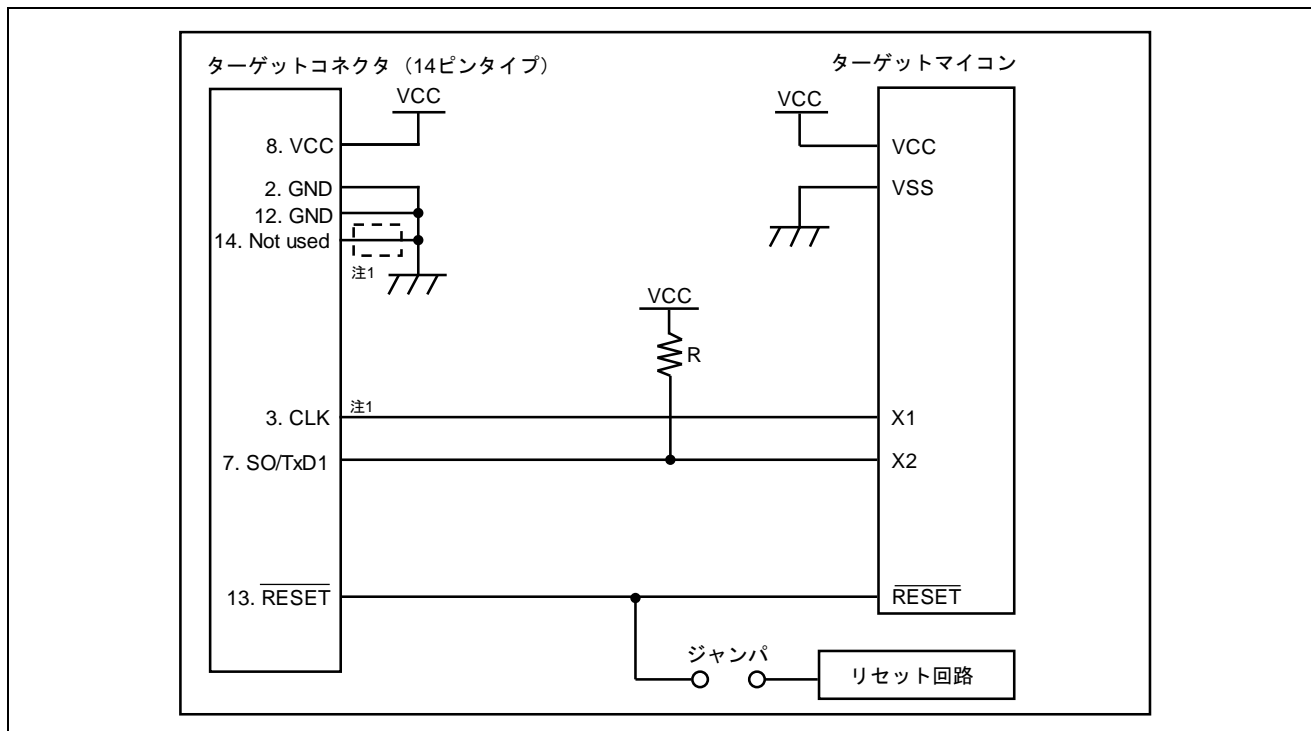 ターゲットコネクタ（14ピンタイプ）
ターゲットマイコン
VCC
VCC
8. VCC
VCC
2. GND
VSS
12. GND
14. Not used
注1
VCC
R
3. CLK
注1
X1
7. SO/TxD1
X2
13. RESET
RESET
ジャンパ
リセット回路